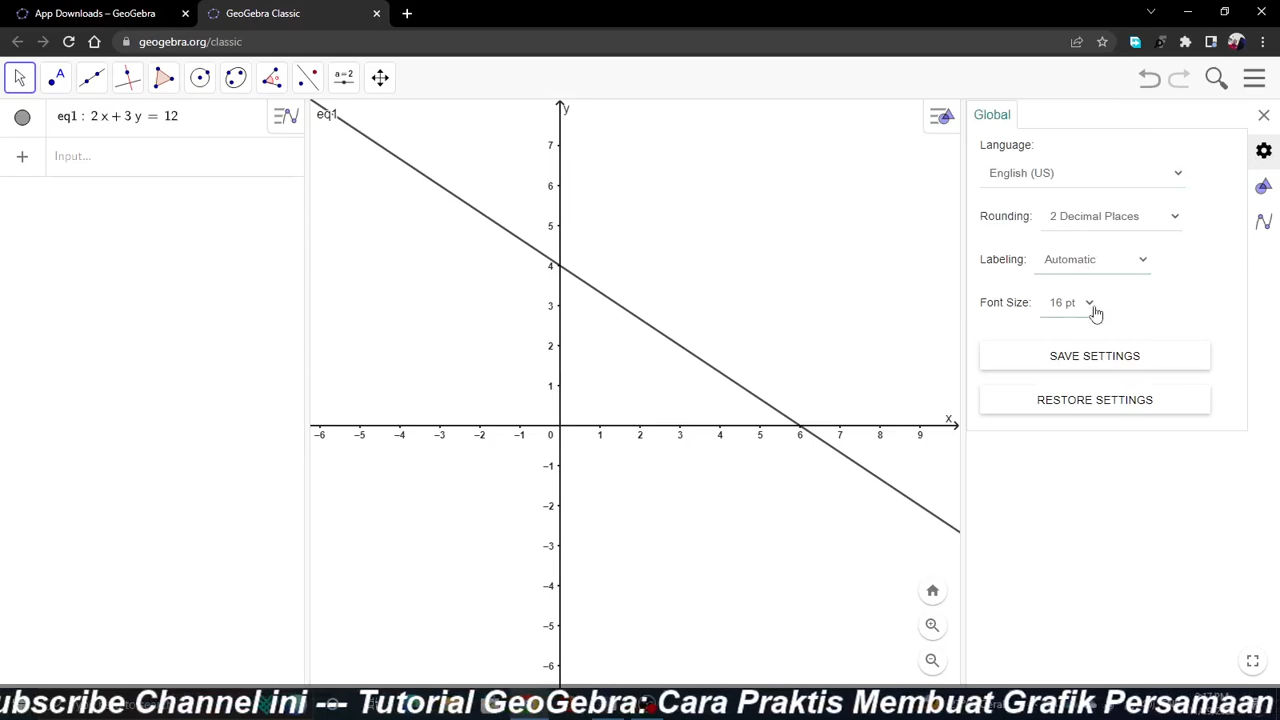 App Downloads – GeoGebra
GeoGebra Classic
geogebra.org/classic
A
a=2
eq1 : 2 x + 3 y = 12
Input...
eq1
y
x
7
6
5
4
3
2
1
–6 –5 –4 –3 –2 –1 0 1 2 3 4 5 6 7 8 9
–1
–2
–3
–4
–5
–6
Global
Language:
English (US)
Rounding: 2 Decimal Places
Labeling: Automatic
Font Size: 16 pt
SAVE SETTINGS
RESTORE SETTINGS
ubscribe Channel ini --- Tutorial GeoGebra: Cara Praktis Membuat Grafik Persamaan